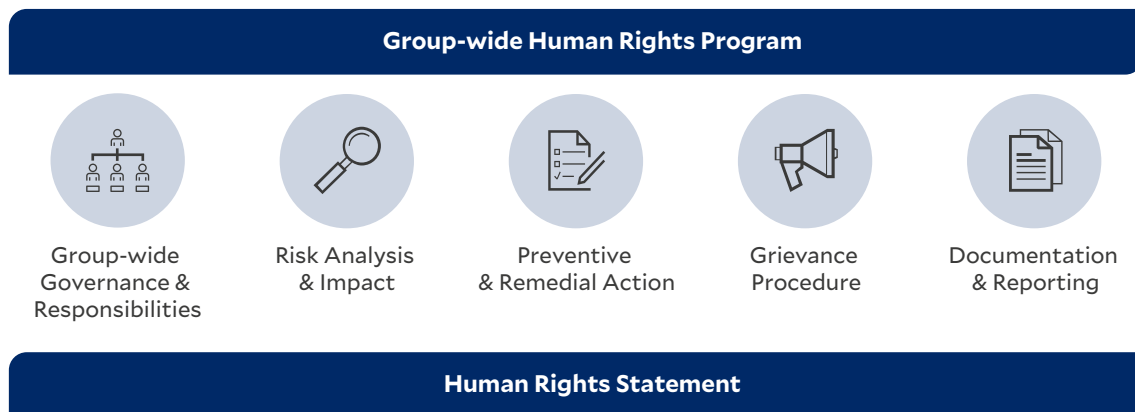 Group-wide Human Rights Program
Group-wide
Governance &
Responsibilities
Risk Analysis
& Impact
Preventive
& Remedial Action
Grievance
Procedure
Documentation
& Reporting
Human Rights Statement